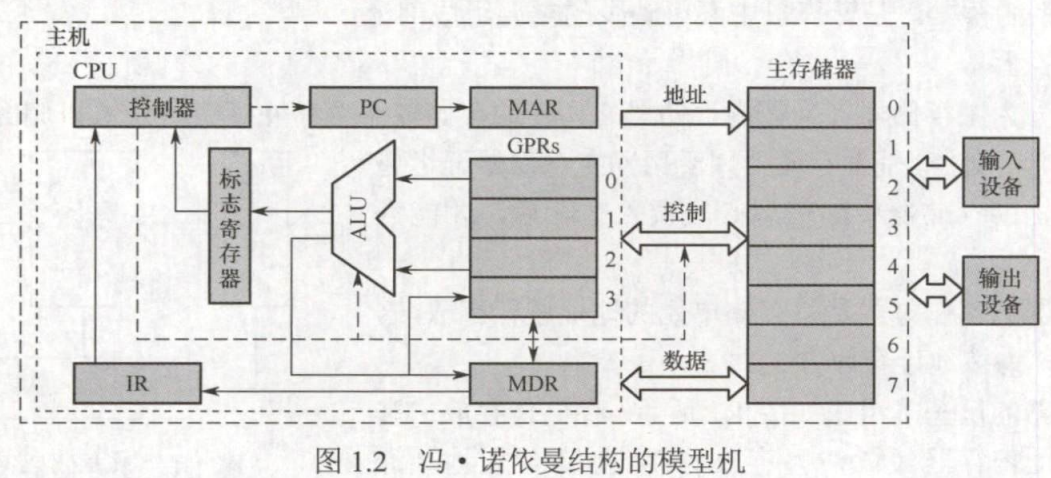 主机
CPU
控制器
PC
MAR
地址
主存储器
GPRs
标志寄存器
ALU
0
1
2
3
控制
0
1
2
3
4
5
6
7
输入
设备
输出
设备
IR
MDR
数据
图 1.2 冯·诺依曼结构的模型机